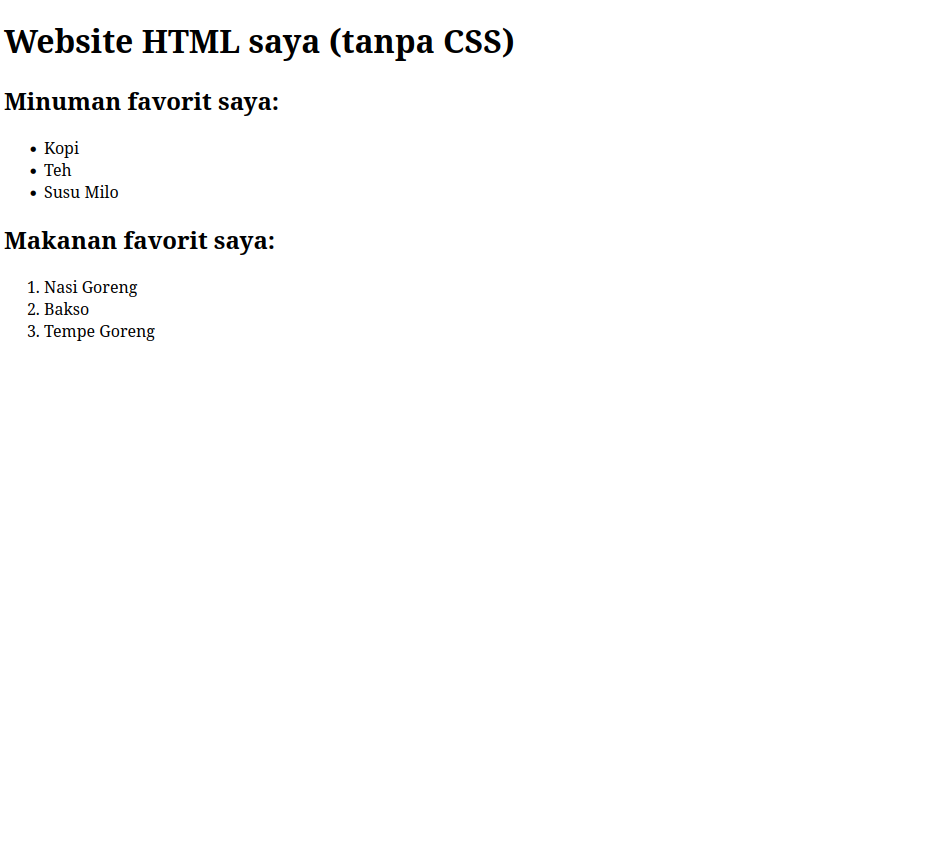 Website HTML saya (tanpa CSS)
Minuman favorit saya:
• Kopi
• Teh
• Susu Milo
Makanan favorit saya:
1. Nasi Goreng
2. Bakso
3. Tempe Goreng